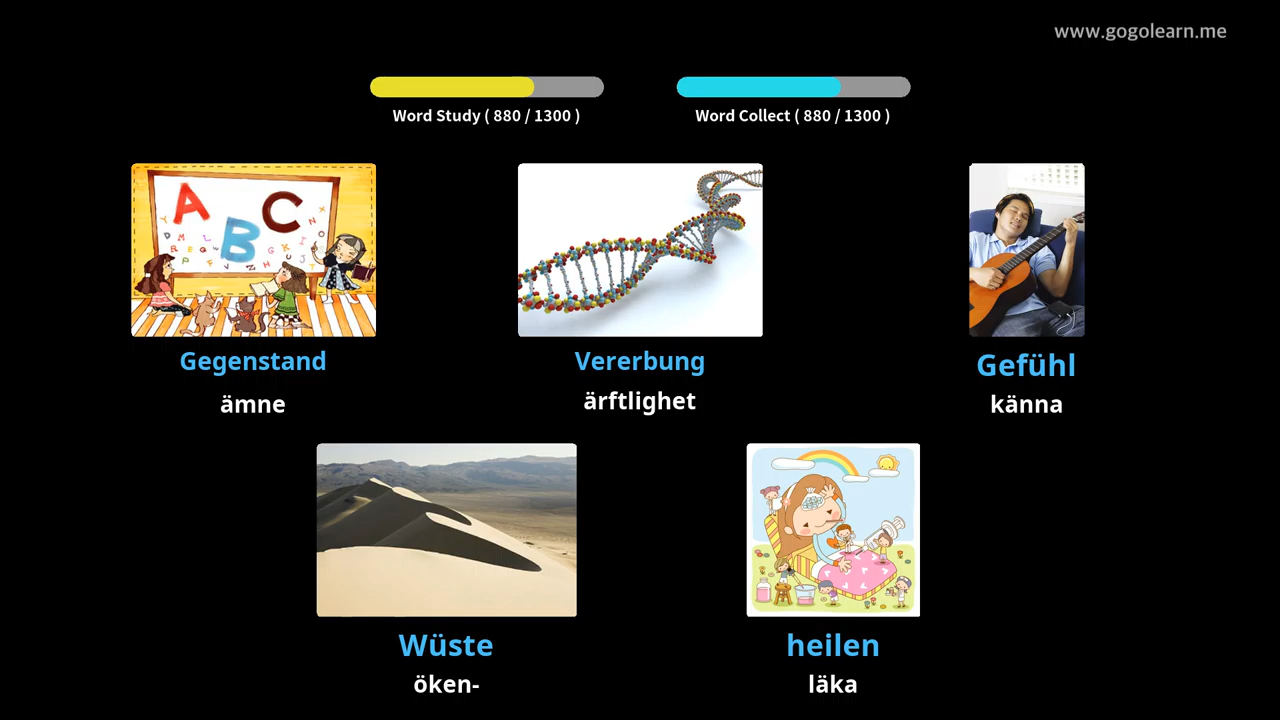 www.gogolearn.me
Word Study ( 880 / 1300 )
Word Collect ( 880 / 1300 )
A B C
Gegenstand
ämne
Vererbung
ärftlighet
Gefühl
känna
Wüste
öken-
heilen
läka